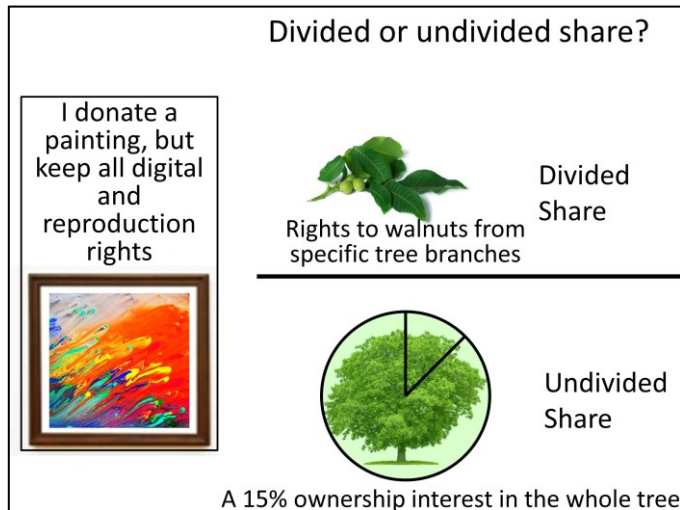 Divided or undivided share?
I donate a
painting, but
keep all digital
and
reproduction
rights
Rights to walnuts from
specific tree branches
Divided
Share
Undivided
Share
A 15% ownership interest in the whole tree